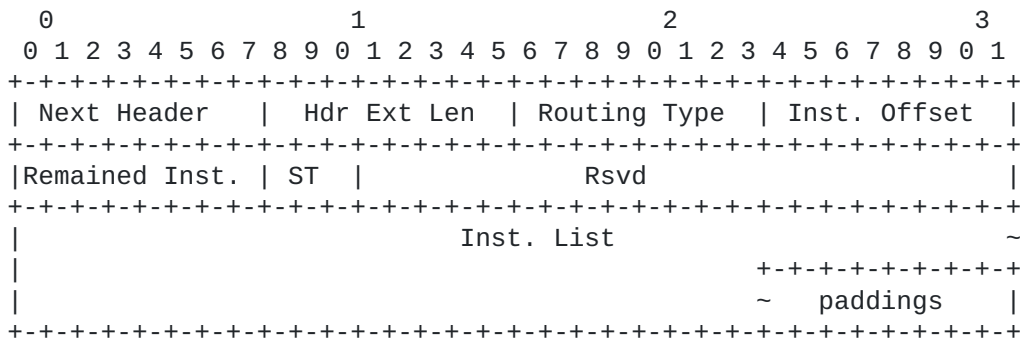 0                   1                   2                   3
 0 1 2 3 4 5 6 7 8 9 0 1 2 3 4 5 6 7 8 9 0 1 2 3 4 5 6 7 8 9 0 1
+-+-+-+-+-+-+-+-+-+-+-+-+-+-+-+-+-+-+-+-+-+-+-+-+-+-+-+-+-+-+-+-+
| Next Header   |  Hdr Ext Len  | Routing Type  | Inst. Offset  |
+-+-+-+-+-+-+-+-+-+-+-+-+-+-+-+-+-+-+-+-+-+-+-+-+-+-+-+-+-+-+-+-+
|Remained Inst. | ST  |              Rsvd                       |
+-+-+-+-+-+-+-+-+-+-+-+-+-+-+-+-+-+-+-+-+-+-+-+-+-+-+-+-+-+-+-+-+
|                            Inst. List                         ~
|                                               +-+-+-+-+-+-+-+-+
|                                               ~   paddings    |
+-+-+-+-+-+-+-+-+-+-+-+-+-+-+-+-+-+-+-+-+-+-+-+-+-+-+-+-+-+-+-+-+